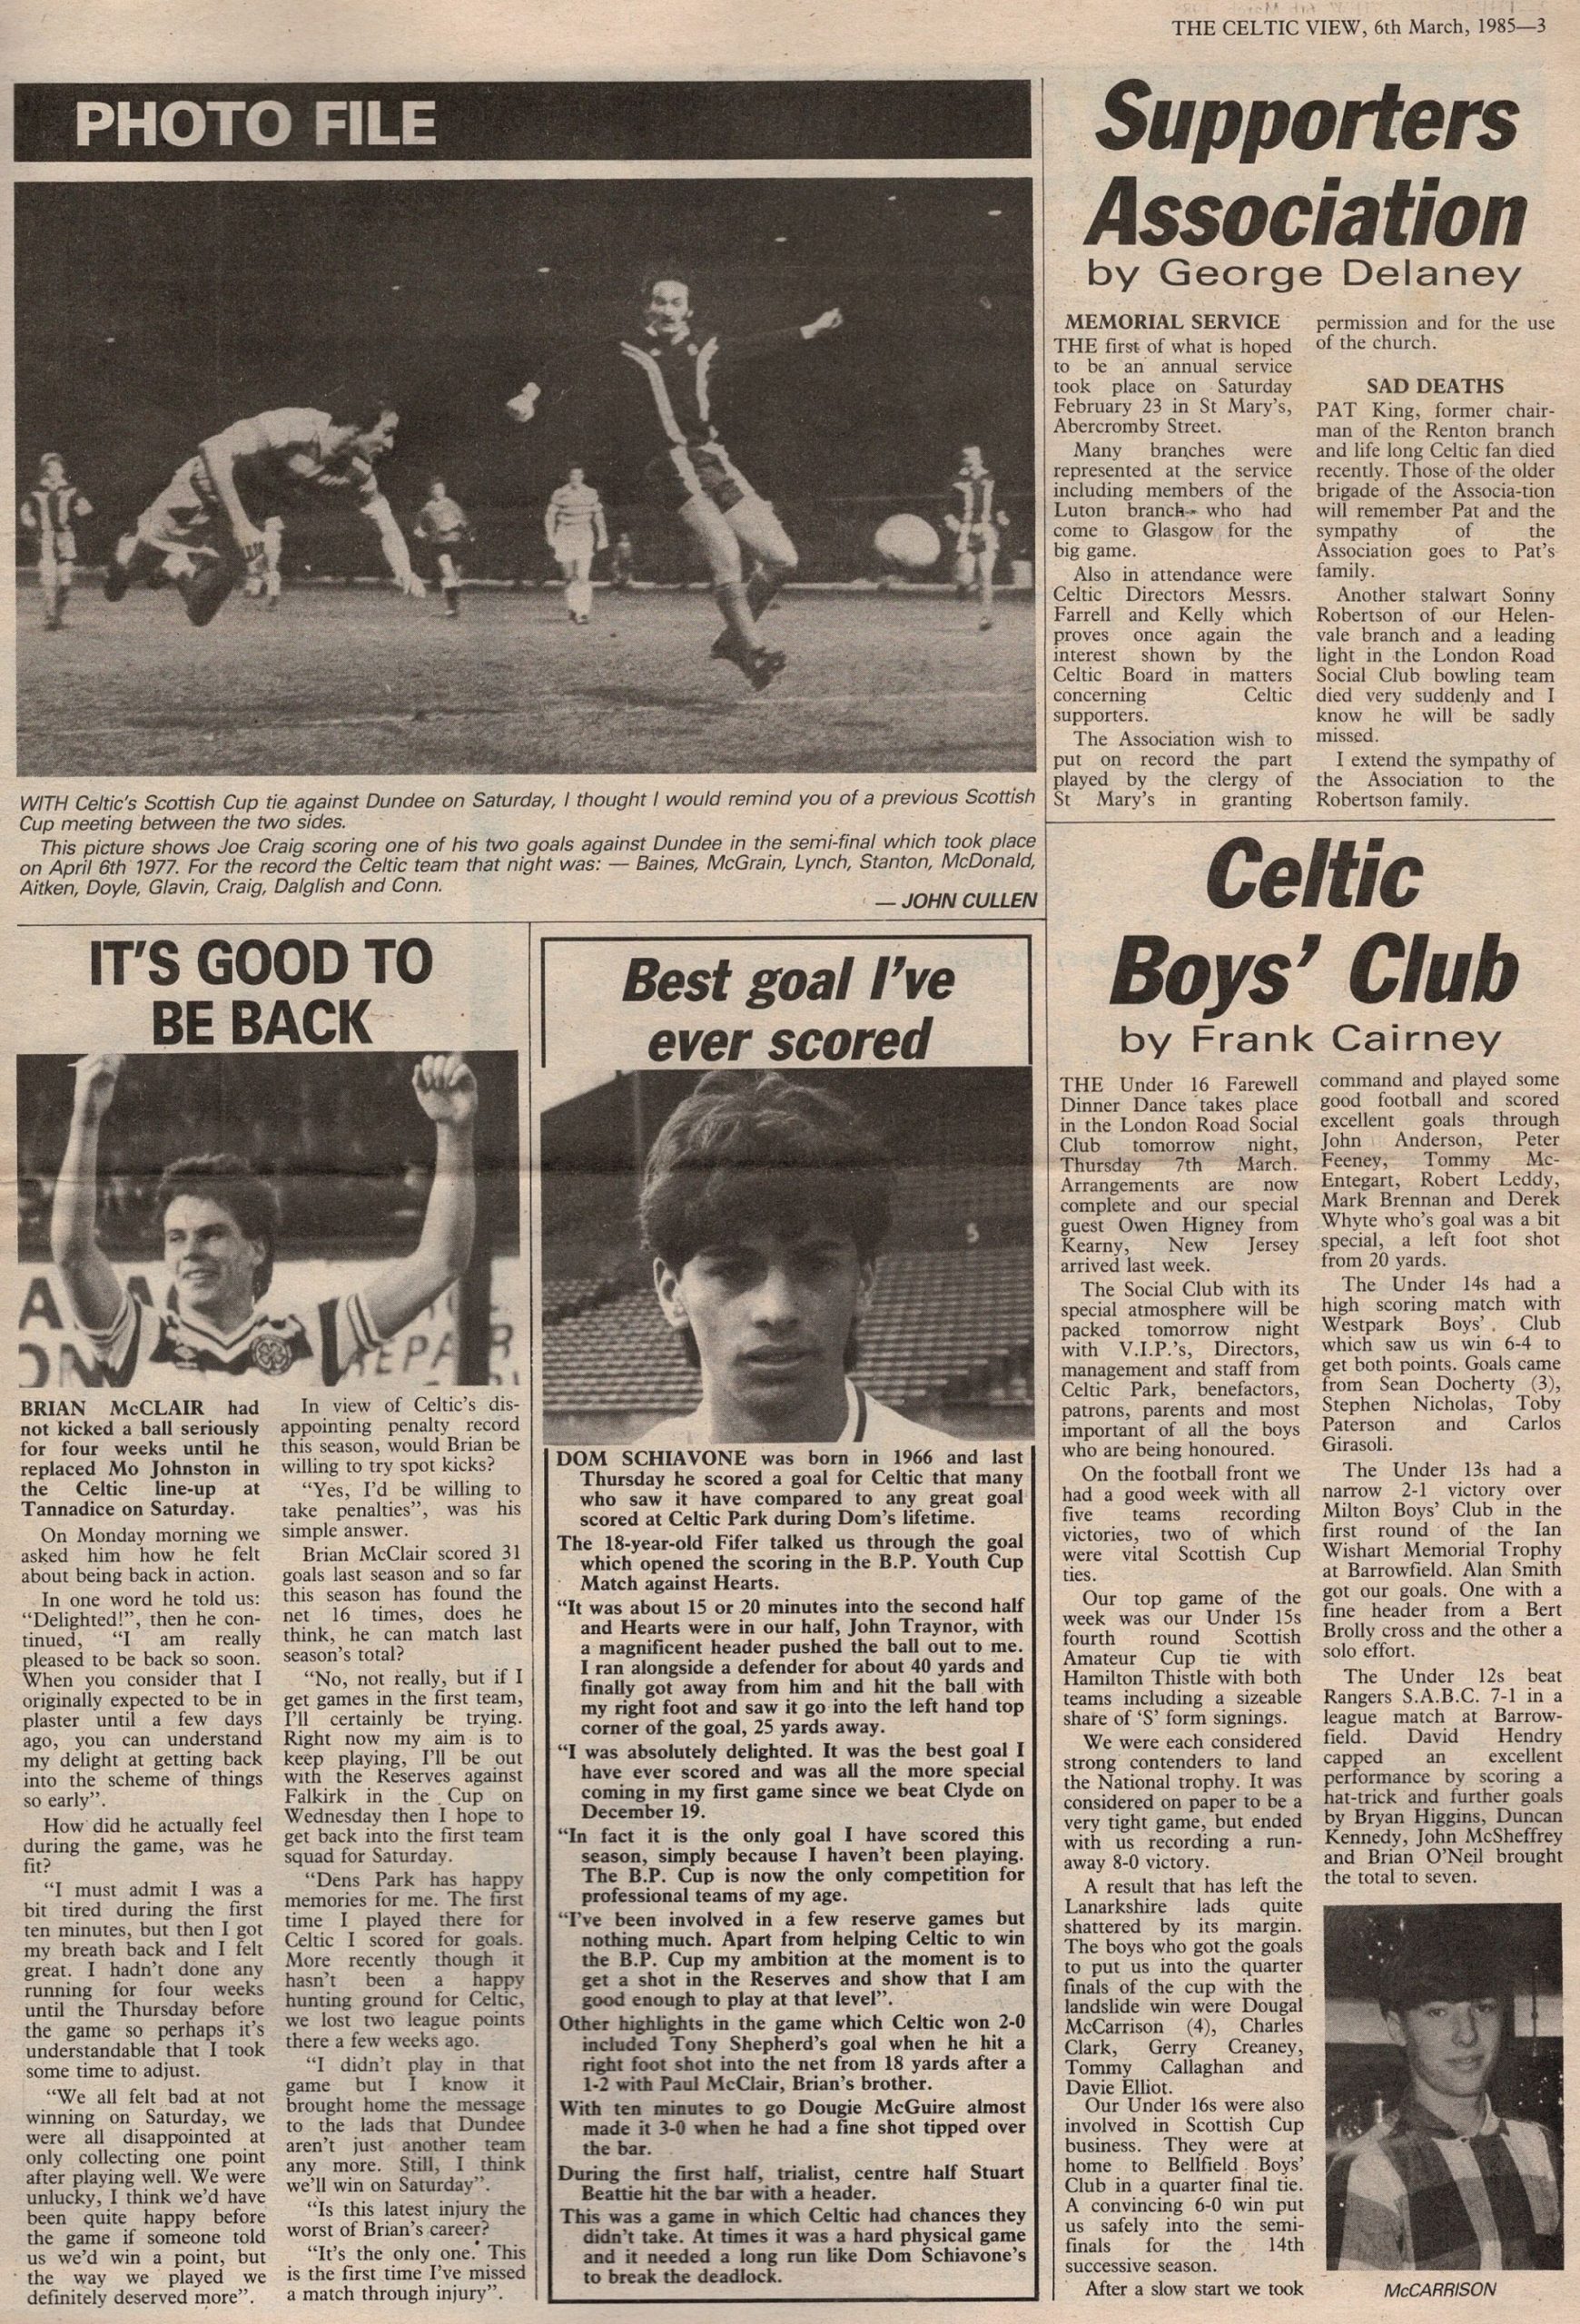 THE CELTIC VIEW, 6th March, 1985—3
PHOTO FILE
WITH Celtic's Scottish Cup tie against Dundee on Saturday, I thought I would remind you of a previous Scottish
Cup meeting between the two sides.
This picture shows Joe Craig scoring one of his two goals against Dundee in the semi-final which took place
on April 6th 1977. For the record the Celtic team that night was: — Baines, McGrain, Lynch, Stanton, McDonald,
Aitken, Doyle, Glavin, Craig, Dalglish and Conn.
— JOHN CULLEN
IT'S GOOD TO
BE BACK
BRIAN McCLAIR had
not kicked a ball seriously
for four weeks until he
replaced Mo Johnston in
the Celtic line-up at
Tannadice on Saturday.
On Monday morning we
asked him how he felt
about being back in action.
In one word he told us:
"Delighted!", then he con-
tinued, "I am really
pleased to be back so soon.
When you consider that I
originally expected to be in
plaster until a few days
ago, you can understand
my delight at getting back
into the scheme of things
so early".
How did he actually feel
during the game, was he
fit?
"I must admit I was a
bit tired during the first
ten minutes, but then I got
my breath back and I felt
great. I hadn't done any
running for four weeks
until the Thursday before
the game so perhaps it's
understandable that I took
some time to adjust.
"We all felt bad at not
winning on Saturday, we
were all disappointed at
only collecting one point
after playing well. We were
unlucky, I think we'd have
been quite happy before
the game if someone told
us we'd win a point, but
the way we played we
definitely deserved more".
In view of Celtic's dis-
appointing penalty record
this season, would Brian be
willing to try spot kicks?
"Yes, I'd be willing to
take penalties", was his
simple answer.
Brian McClair scored 31
goals last season and so far
this season has found the
net 16 times, does he
think, he can match last
season's total?
"No, not really, but if I
get games in the first team,
I'll certainly be trying.
Right now my aim is to
keep playing, I'll be out
with the Reserves against
Falkirk in the Cup on
Wednesday then I hope to
get back into the first team
squad for Saturday.
"Dens Park has happy
memories for me. The first
time I played there for
Celtic I scored for goals.
More recently though it
hasn't been a happy
hunting ground for Celtic,
we lost two league points
there a few weeks ago.
"I didn't play in that
game but I know it
brought home the message
to the lads that Dundee
aren't just another team
any more. Still, I think
we'll win on Saturday".
"Is this latest injury the
worst of Brian's career?
"It's the only one. This
is the first time I've missed
a match through injury".
Best goal I've
ever scored
DOM SCHIAVONE was born in 1966 and last
Thursday he scored a goal for Celtic that many
who saw it have compared to any great goal
scored at Celtic Park during Dom's lifetime.
The 18-year-old Fifer talked us through the goal
which opened the scoring in the B.P. Youth Cup
Match against Hearts.
"It was about 15 or 20 minutes into the second half
and Hearts were in our half, John Traynor, with
a magnificent header pushed the ball out to me.
I ran alongside a defender for about 40 yards and
finally got away from him and hit the ball with
my right foot and saw it go into the left hand top
corner of the goal, 25 yards away.
"I was absolutely delighted. It was the best goal I
have ever scored and was all the more special
coming in my first game since we beat Clyde on
December 19.
"In fact it is the only goal I have scored this
season, simply because I haven't been playing.
The B.P. Cup is now the only competition for
professional teams of my age.
"I've been involved in a few reserve games but
nothing much. Apart from helping Celtic to win
the B.P. Cup my ambition at the moment is to
get a shot in the Reserves and show that I am
good enough to play at that level".
Other highlights in the game which Celtic won 2-0
included Tony Shepherd's goal when he hit a
right foot shot into the net from 18 yards after a
1-2 with Paul McClair, Brian's brother.
With ten minutes to go Dougie McGuire almost
made it 3-0 when he had a fine shot tipped over
the bar.
During the first half, trialist, centre half Stuart
Beattie hit the bar with a header.
This was a game in which Celtic had chances they
didn't take. At times it was a hard physical game
and it needed a long run like Dom Schiavone's
to break the deadlock.
Supporters
Association
by George Delaney
MEMORIAL SERVICE
THE first of what is hoped
to be an annual service
took place on Saturday
February 23 in St Mary's,
Abercromby Street.
Many branches were
represented at the service
including members of the
Luton branch who had
come to Glasgow for the
big game.
Also in attendance were
Celtic Directors Messrs.
Farrell and Kelly which
proves once again the
interest shown by the
Celtic Board in matters
concerning Celtic
supporters.
The Association wish to
put on record the part
played by the clergy of
St Mary's in granting
permission and for the use
of the church.
SAD DEATHS
PAT King, former chair-
man of the Renton branch
and life long Celtic fan died
recently. Those of the older
brigade of the Associa-tion
will remember Pat and the
sympathy of the
Association goes to Pat's
family.
Another stalwart Sonny
Robertson of our Helen-
vale branch and a leading
light in the London Road
Social Club bowling team
died very suddenly and I
know he will be sadly
missed.
I extend the sympathy of
the Association to the
Robertson family.
Celtic
Boys' Club
by Frank Cairney
THE Under 16 Farewell
Dinner Dance takes place
in the London Road Social
Club tomorrow night,
Thursday 7th March.
Arrangements are now
complete and our special
guest Owen Higney from
Kearny, New Jersey
arrived last week.
The Social Club with its
special atmosphere will be
packed tomorrow night
with V.I.P.'s, Directors,
management and staff from
Celtic Park, benefactors,
patrons, parents and most
important of all the boys
who are being honoured.
On the football front we
had a good week with all
five teams recording
victories, two of which
were vital Scottish Cup
ties.
Our top game of the
week was our Under 15s
fourth round Scottish
Amateur Cup tie with
Hamilton Thistle with both
teams including a sizeable
share of 'S' form signings.
We were each considered
strong contenders to land
the National trophy. It was
considered on paper to be a
very tight game, but ended
with us recording a run-
away 8-0 victory.
A result that has left the
Lanarkshire lads quite
shattered by its margin.
The boys who got the goals
to put us into the quarter
finals of the cup with the
landslide win were Dougal
McCarrison (4), Charles
Clark, Gerry Creaney,
Tommy Callaghan and
Davie Elliot.
Our Under 16s were also
involved in Scottish Cup
business. They were at
home to Bellfield Boys'
Club in a quarter final tie.
A convincing 6-0 win put
us safely into the semi-
finals for the 14th
successive season.
After a slow start we took
command and played some
good football and scored
excellent goals through
John Anderson, Peter
Feeney, Tommy Mc-
Entegart, Robert Leddy,
Mark Brennan and Derek
Whyte who's goal was a bit
special, a left foot shot
from 20 yards.
The Under 14s had a
high scoring match with
Westpark Boys' Club
which saw us win 6-4 to
get both points. Goals came
from Sean Docherty (3),
Stephen Nicholas, Toby
Paterson and Carlos
Girasoli.
The Under 13s had a
narrow 2-1 victory over
Milton Boys' Club in the
first round of the Ian
Wishart Memorial Trophy
at Barrowfield. Alan Smith
got our goals. One with a
fine header from a Bert
Brolly cross and the other a
solo effort.
The Under 12s beat
Rangers S.A.B.C. 7-1 in a
league match at Barrow-
field. David Hendry
capped an excellent
performance by scoring a
hat-trick and further goals
by Bryan Higgins, Duncan
Kennedy, John McSheffrey
and Brian O'Neil brought
the total to seven.
McCARRISON